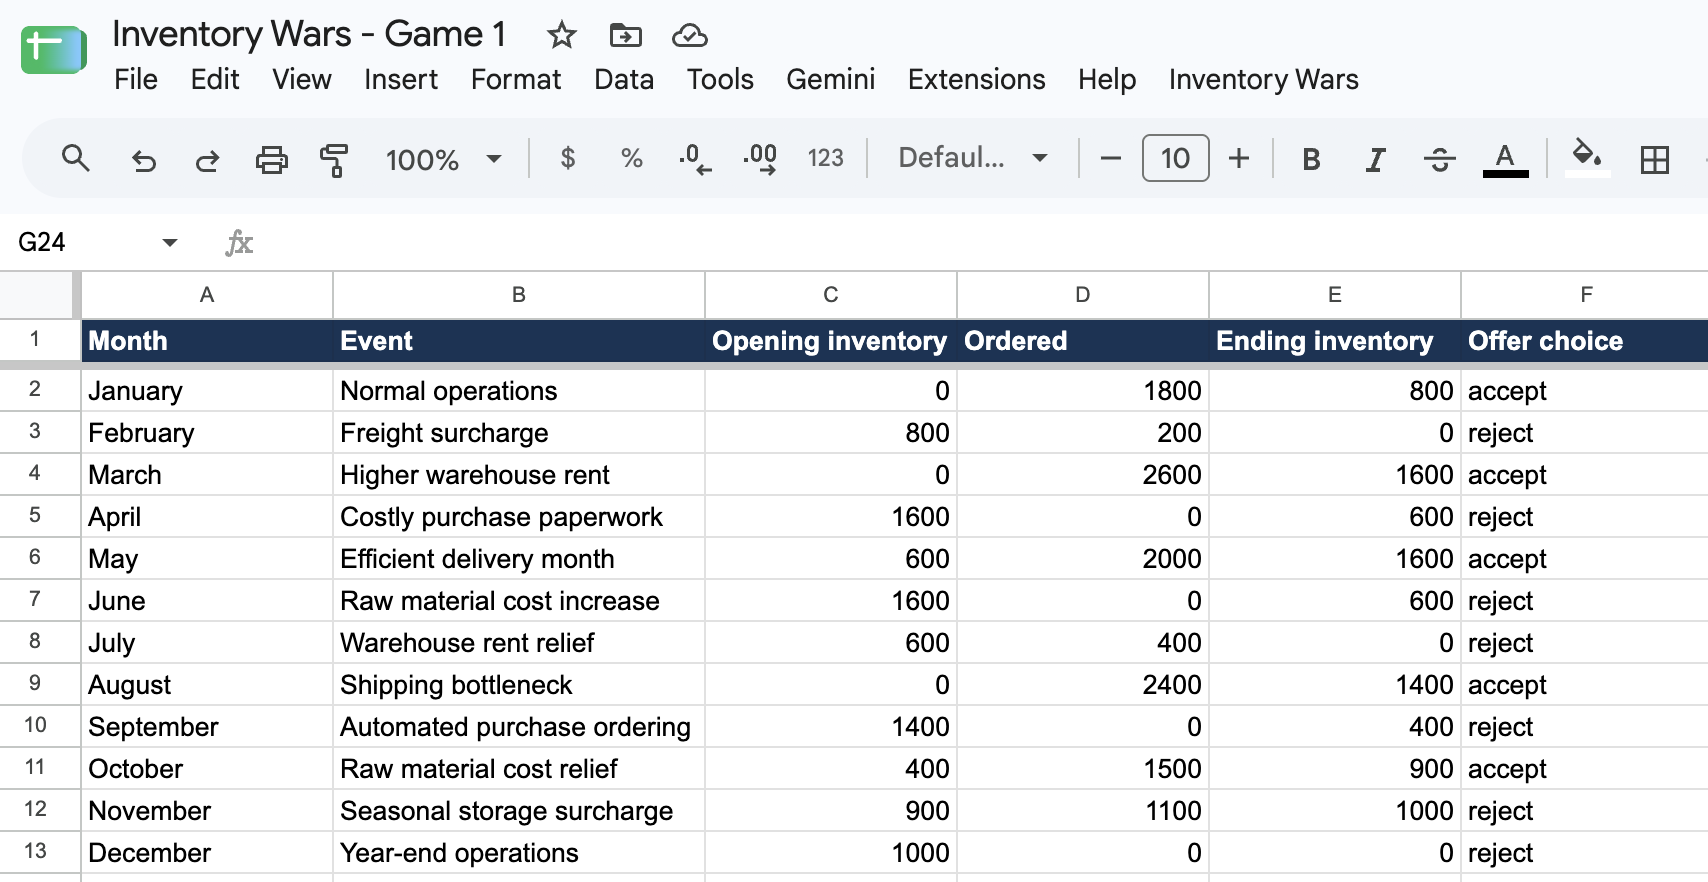 Inventory Wars - Game 1
File Edit View Insert Format Data Tools Gemini Extensions Help Inventory Wars
100% $ % .0 .00 123 Defaul... 10 B I S A
G24 fx
A B C D E F
1 Month Event Opening inventory Ordered Ending inventory Offer choice
2 January Normal operations 0 1800 800 accept
3 February Freight surcharge 800 200 0 reject
4 March Higher warehouse rent 0 2600 1600 accept
5 April Costly purchase paperwork 1600 0 600 reject
6 May Efficient delivery month 600 2000 1600 accept
7 June Raw material cost increase 1600 0 600 reject
8 July Warehouse rent relief 600 400 0 reject
9 August Shipping bottleneck 0 2400 1400 accept
10 September Automated purchase ordering 1400 0 400 reject
11 October Raw material cost relief 400 1500 900 accept
12 November Seasonal storage surcharge 900 1100 1000 reject
13 December Year-end operations 1000 0 0 reject